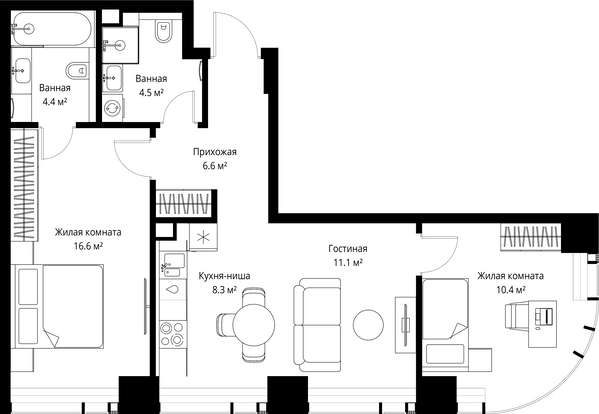 Ванная
4.4 м²
Ванная
4.5 м²
Прихожая
6.6 м²
Жилая комната
16.6 м²
Кухня-ниша
8.3 м²
Гостиная
11.1 м²
Жилая комната
10.4 м²